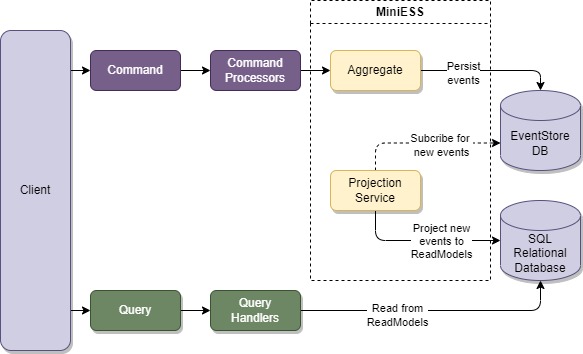 MiniESS
Client
Command
Command
Processors
Aggregate
Persist
events
EventStore
DB
Subcribe for
new events
Projection
Service
Project new
events to
ReadModels
SQL
Relational
Database
Query
Query
Handlers
Read from
ReadModels